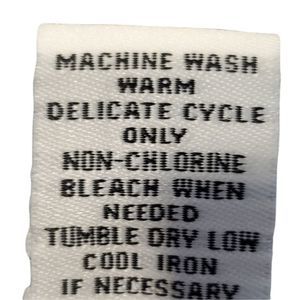 MACHINE WASH
WARM
DELICATE CYCLE
ONLY
NON-CHLORINE
BLEACH WHEN
NEEDED
TUMBLE DRY LOW
COOL IRON
IF NECESSARY